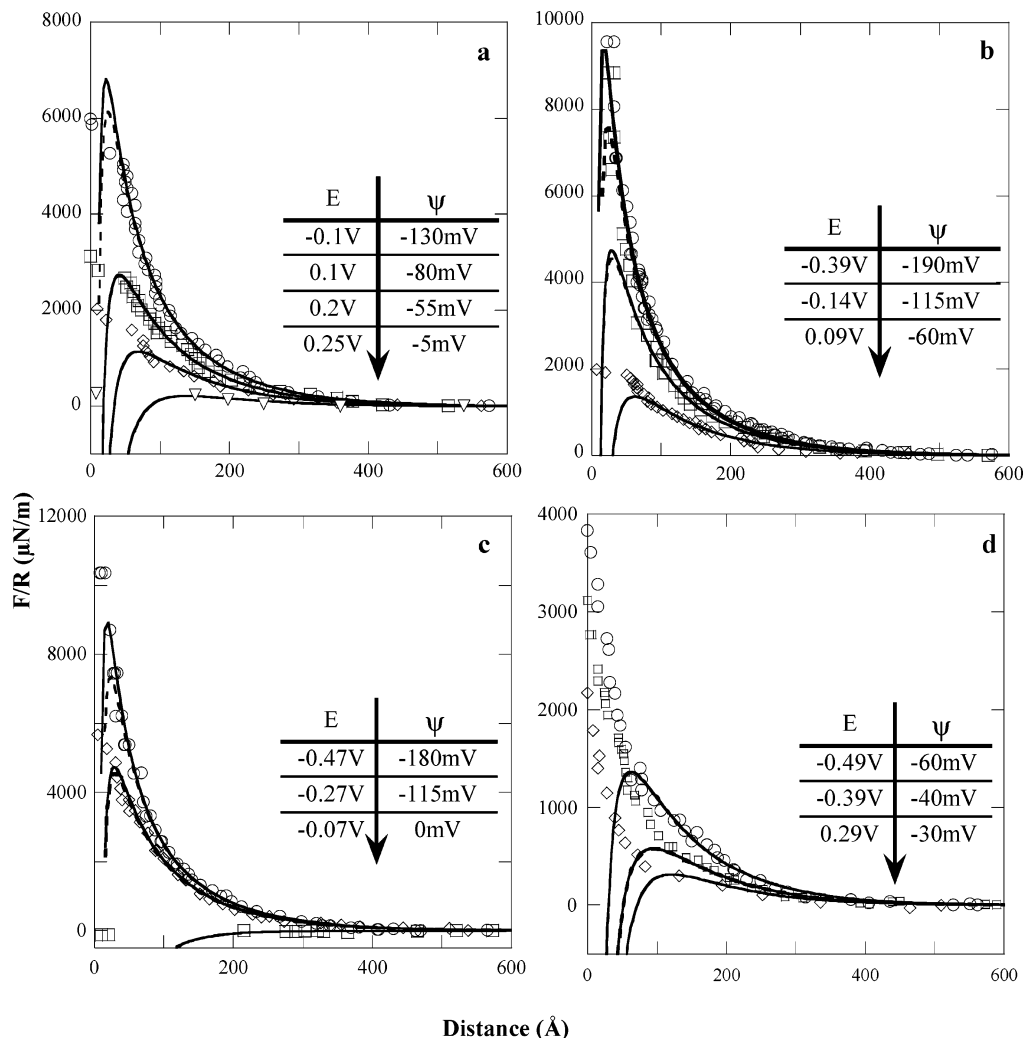 8000
6000
4000
2000
0
0
200
400
600
a
E ψ
-0.1V -130mV
0.1V -80mV
0.2V -55mV
0.25V -5mV
10000
8000
6000
4000
2000
0
0
200
400
600
b
E ψ
-0.39V -190mV
-0.14V -115mV
0.09V -60mV
F/R (µN/m)
12000
8000
4000
0
0
200
400
600
c
E ψ
-0.47V -180mV
-0.27V -115mV
-0.07V 0mV
4000
3000
2000
1000
0
0
200
400
600
d
E ψ
-0.49V -60mV
-0.39V -40mV
0.29V -30mV
Distance (Å)